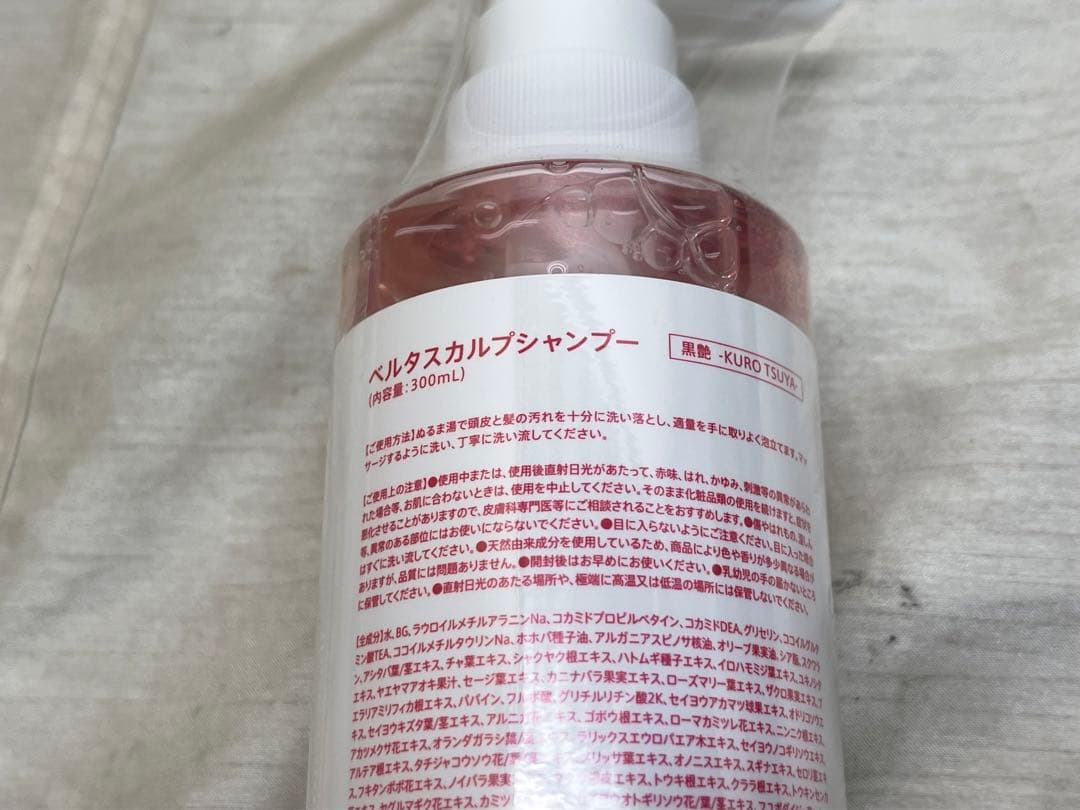 ベルタスカルプシャンプー
黒艶 -KURO TSUYA-
(内容量:300mL)
【ご使用方法】ぬるま湯で頭皮と髪の汚れを十分に洗い落とし、適量を手に取りよく泡立てます。マッ
サージするように洗い、丁寧に洗い流してください。
【ご使用上の注意】●使用中または、使用後直射日光があたって、赤味、はれ、かゆみ、刺激等の異常があらわ
れた場合等、お肌に合わないときは、使用を中止してください。そのまま化粧品類の使用を続けますと、症状を
悪化させることがありますので、皮膚科専門医等にご相談されることをおすすめします。●傷やはれもの、湿しん
等、異常のある部位にはお使いにならないでください。●目に入らないようにご注意ください。目に入った場合
はすぐに洗い流してください。●天然由来成分を使用しているため、商品により色や香りが多少異なる場合が
ありますが、品質には問題ありません。●開封後はお早めにお使いください。●乳幼児の手の届かないところ
に保管してください。●直射日光のあたる場所や、極端に高温又は低温の場所には保管しないでください。
【全成分】水、BG、ラウロイルメチルアラニンNa、コカミドプロピルベタイン、コカミドDEA、グリセリン、ココイルグルタ
ミン酸TEA、ココイルメチルタウリンNa、ホホバ種子油、アルガニアスピノサ核油、オリーブ果実油、シア脂、スクワラ
ン、アシタバ葉/茎エキス、チャ葉エキス、シャクヤク根エキス、ハトムギ種子エキス、イロハモミジ葉エキス、ユキノシタ
エキス、ヤエヤマアオキ果汁、セージ葉エキス、カニナバラ果実エキス、ローズマリー葉エキス、ザクロ果実エキス、プ
エラリアミリフィカ根エキス、パパイン、フルボ酸、グリチルリチン酸2K、セイヨウアカマツ球果エキス、オドリコソウエ
キス、セイヨウキズタ葉/茎エキス、アルニカ花エキス、ゴボウ根エキス、ローマカミツレ花エキス、ニンニク根エキス、
アカツメクサ花エキス、オランダガラシ葉/ ラリックスエウロパエア木エキス、セイヨウノコギリソウエキス、
アルテア根エキス、タチジャコウソウ花/葉/ メリッサ葉エキス、オノニスエキス、スギナエキス、セロリ茎エキ
ス、フキタンポポ花エキス、ノイバラ果実 エキス、トウキ根エキス、クララ根エキス、トウキンセンカ
エキス、ヤグルマギク花エキス、カミツ ウオトギリソウ花/葉/茎エキス、